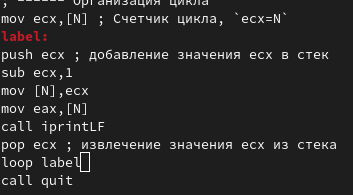 ; ------ Организация цикла
mov ecx,[N] ; Счетчик цикла, `ecx=N`
label:
push ecx ; добавление значения ecx в стек
sub ecx,1
mov [N],ecx
mov eax,[N]
call iprintLF
pop ecx ; извлечение значения ecx из стека
loop label
call quit